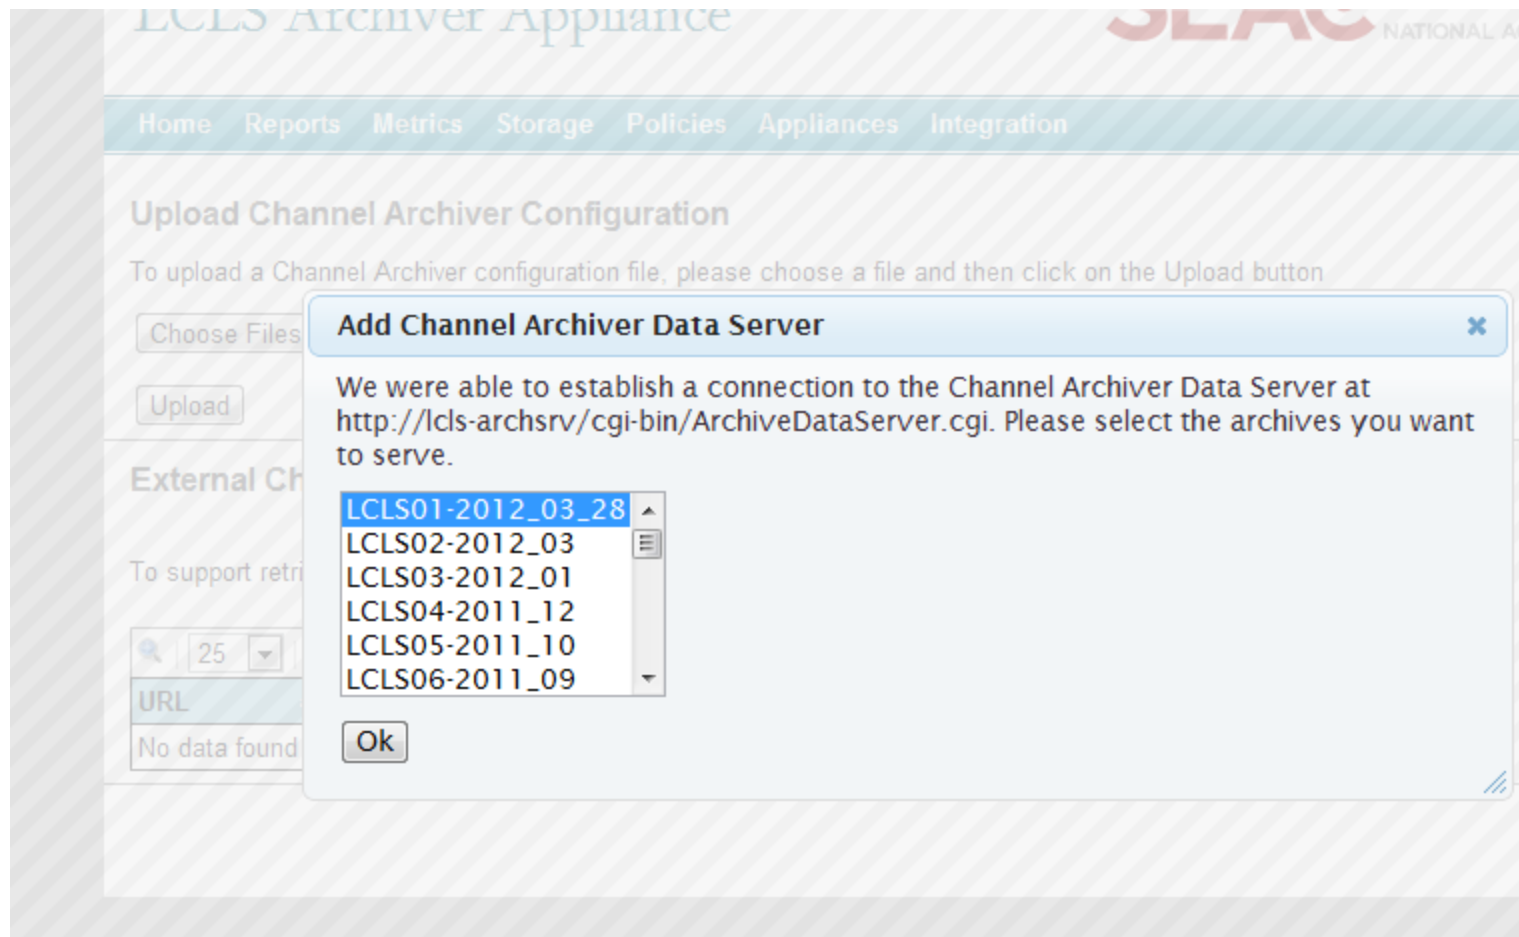 LCLS Archiver Appliance
SLAC NATIONAL
Home Reports Metrics Storage Policies Appliances Integration
Upload Channel Archiver Configuration
To upload a Channel Archiver configuration file, please choose a file and then click on the Upload button
Choose Files
Upload
External
To support
25
URL
No data found
Add Channel Archiver Data Server
We were able to establish a connection to the Channel Archiver Data Server at
http://lcls-archsrv/cgi-bin/ArchiveDataServer.cgi. Please select the archives you want
to serve.
LCLS01-2012_03_28
LCLS02-2012_03
LCLS03-2012_01
LCLS04-2011_12
LCLS05-2011_10
LCLS06-2011_09
Ok